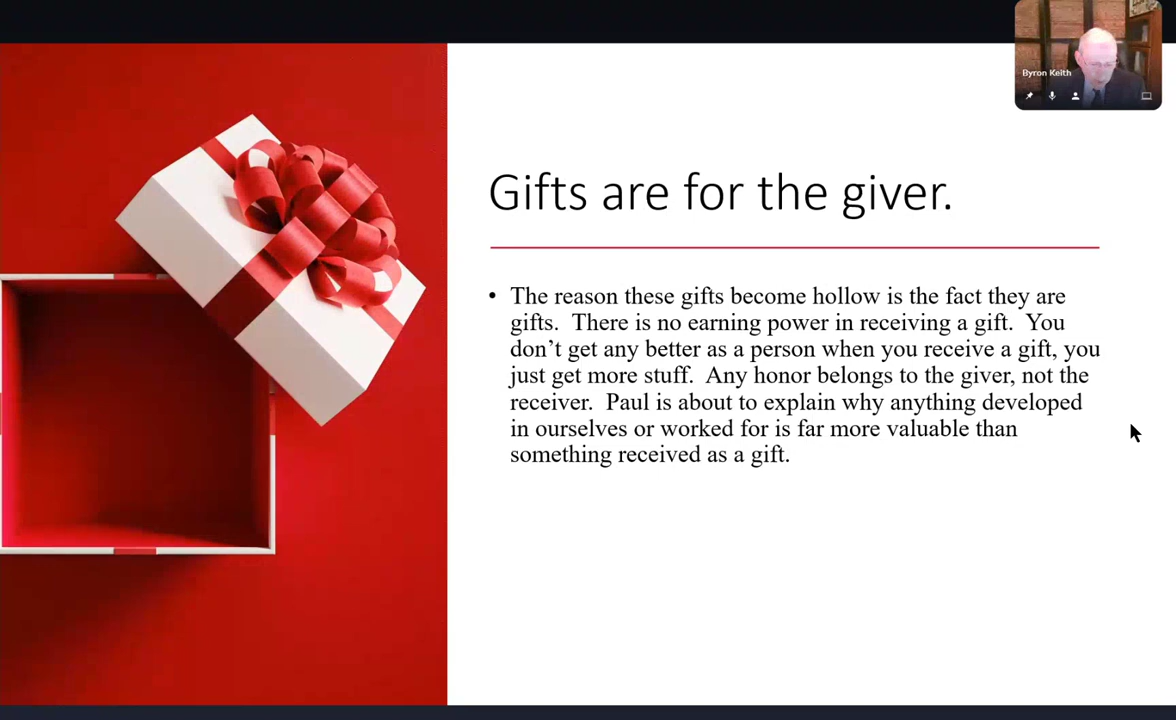 Byron Keith
Gifts are for the giver.
• The reason these gifts become hollow is the fact they are
gifts.  There is no earning power in receiving a gift.  You
don’t get any better as a person when you receive a gift, you
just get more stuff.  Any honor belongs to the giver, not the
receiver.  Paul is about to explain why anything developed
in ourselves or worked for is far more valuable than
something received as a gift.